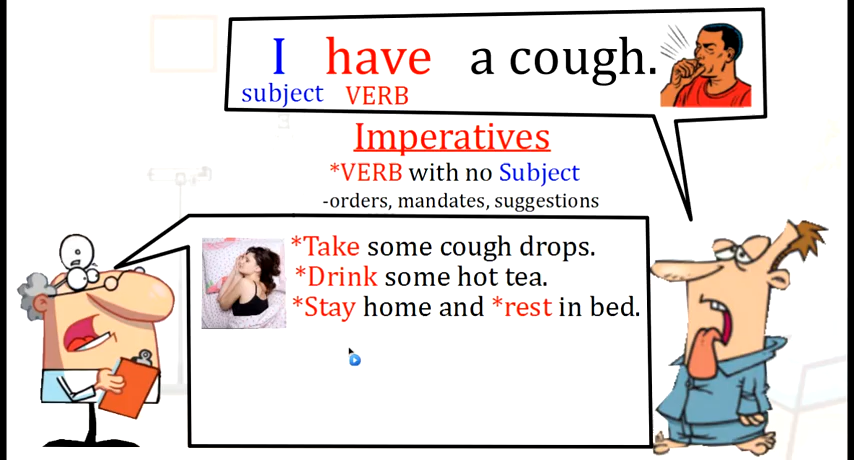 I have a cough.
subject VERB
Imperatives
*VERB with no Subject
-orders, mandates, suggestions
*Take some cough drops.
*Drink some hot tea.
*Stay home and *rest in bed.